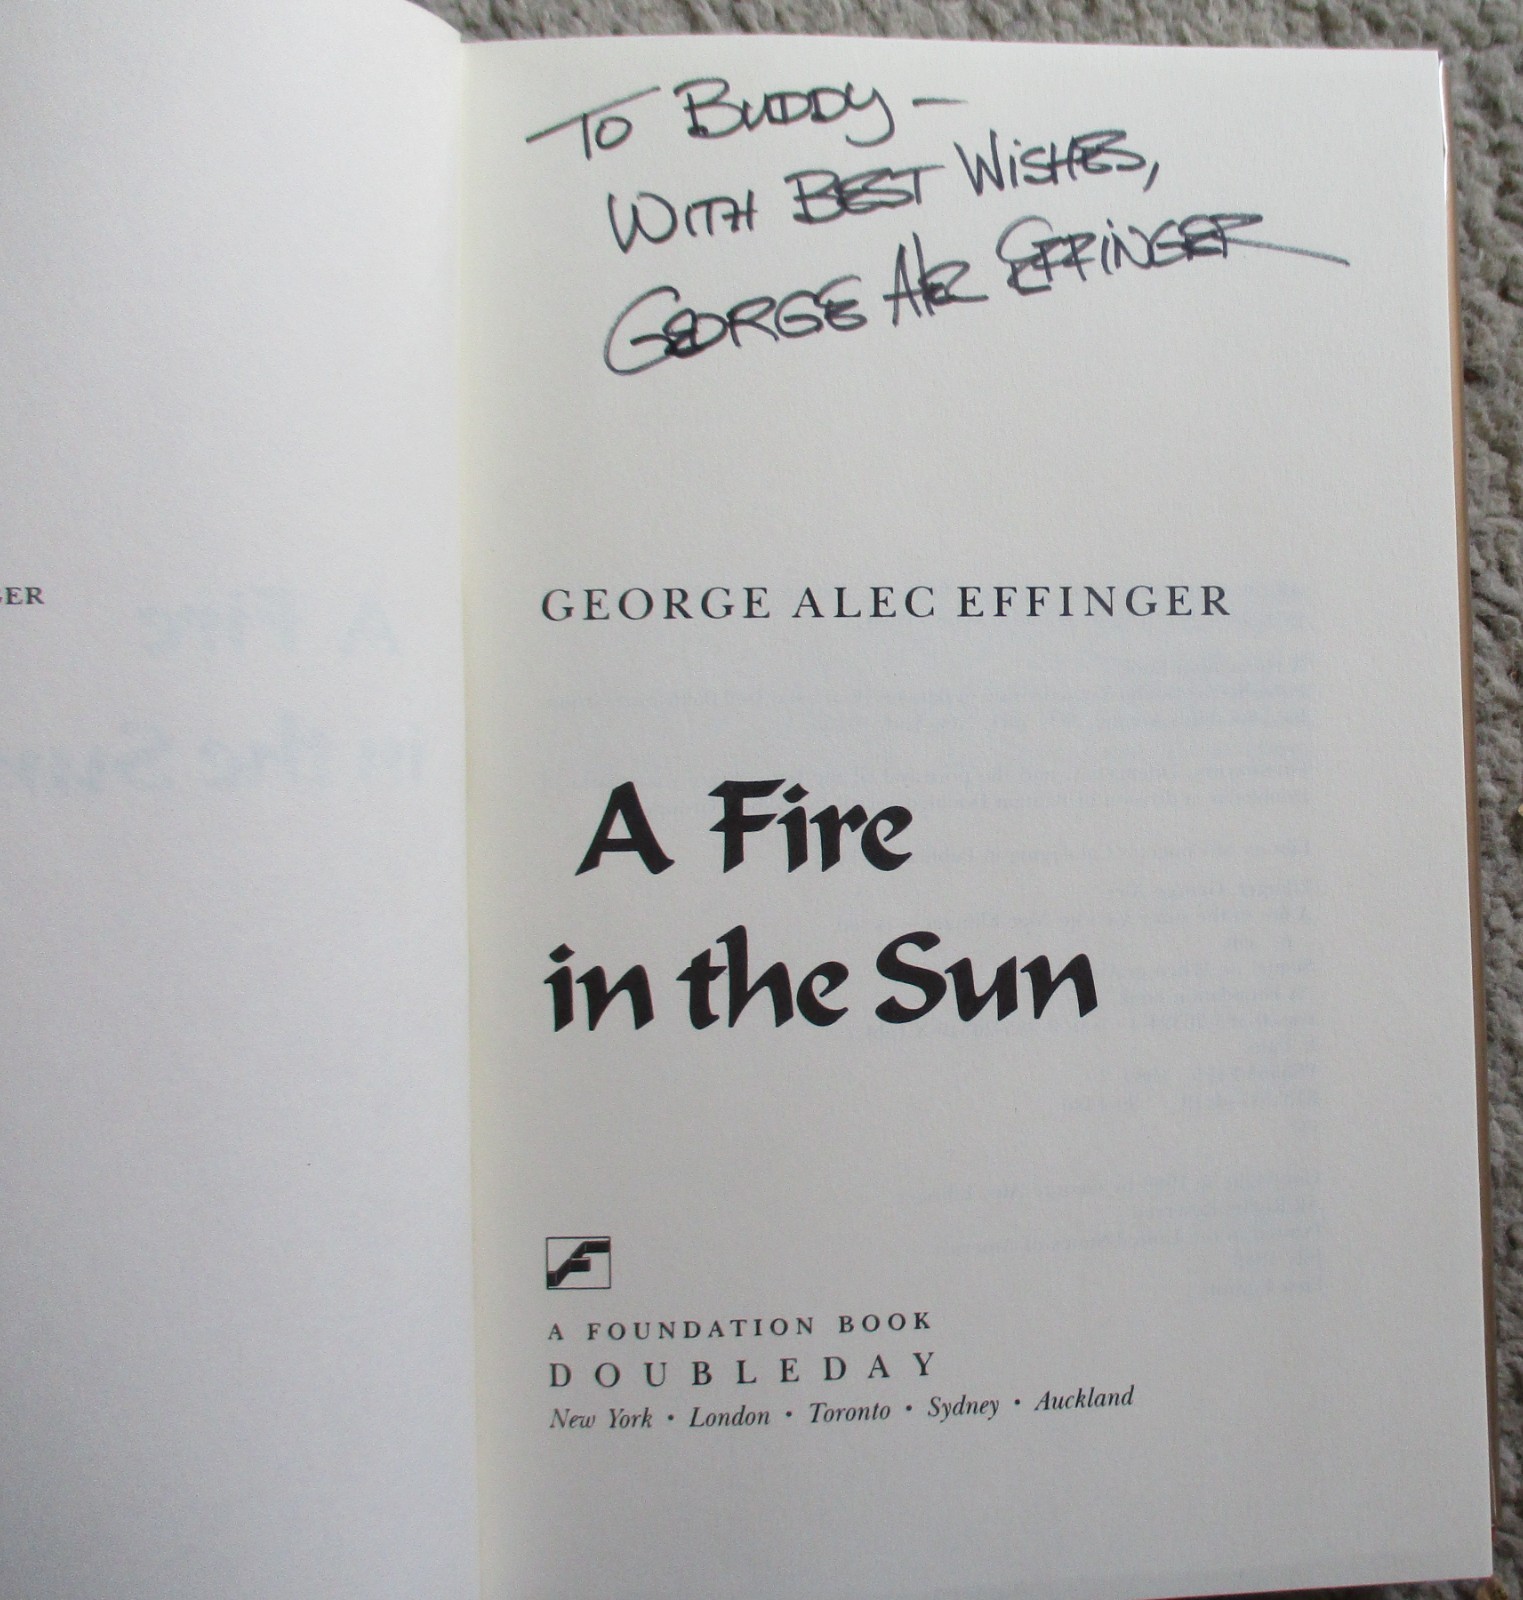 To BUDDY —
WITH BEST WISHES,
GEORGE ALEC EFFINGER
GER
GEORGE ALEC EFFINGER
A Fire
in the Sun
A FOUNDATION BOOK
DOUBLEDAY
New York • London • Toronto • Sydney • Auckland